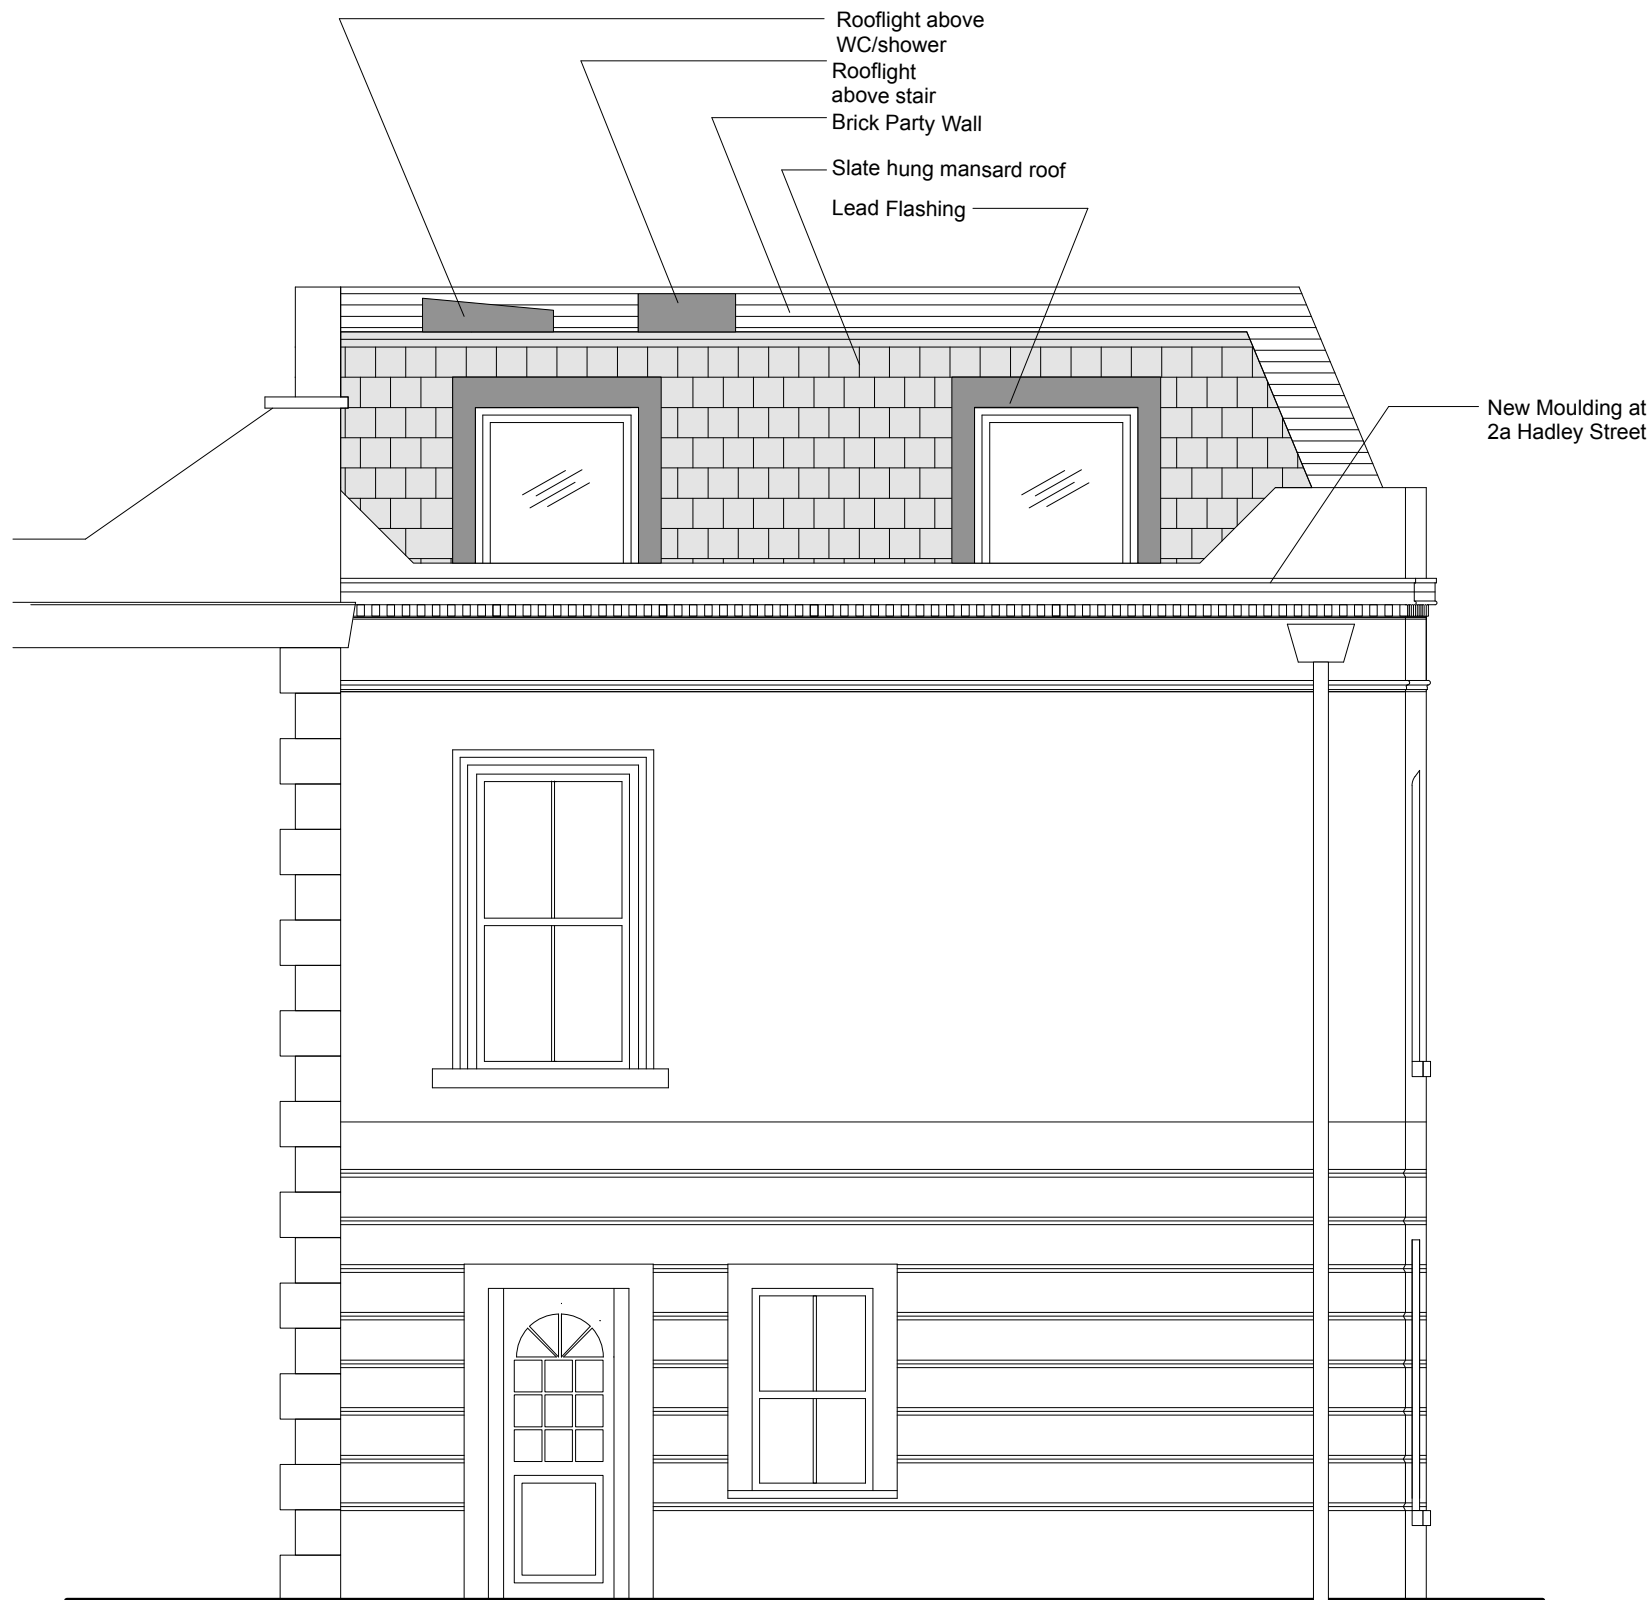 Rooflight above
WC/shower
Rooflight
above stair
Brick Party Wall
Slate hung mansard roof
Lead Flashing
New Moulding at
2a Hadley Street